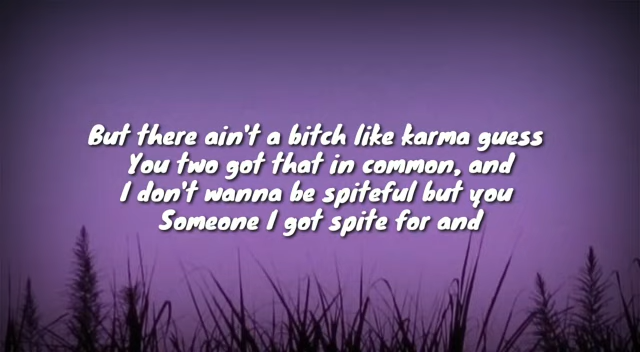 But there ain't a bitch like karma guess
You two got that in common, and
I don't wanna be spiteful but you
Someone I got spite for and